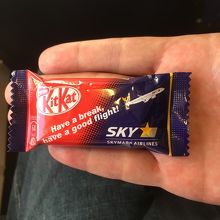 KitKat
Have a break,
have a good flight!
SKY
SKYMARK AIRLINES